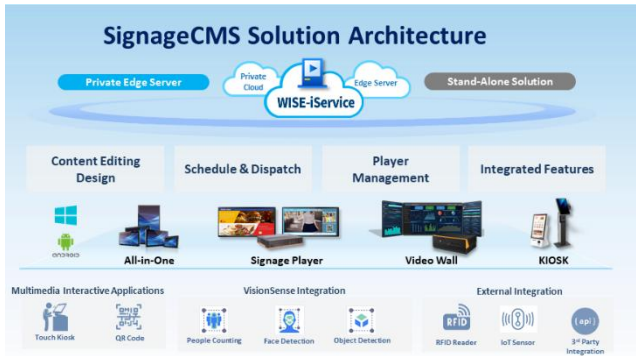 SignageCMS Solution Architecture
Private Edge Server
Private
Cloud
Edge Server
WISE-iService
Stand-Alone Solution
Content Editing
Design
Schedule & Dispatch
Player
Management
Integrated Features
ANDROID
All-in-One
Signage Player
Video Wall
KIOSK
Multimedia Interactive Applications
VisionSense Integration
External Integration
Touch Kiosk
QR Code
People Counting
Face Detection
Object Detection
RFID
RFID Reader
IoT Sensor
{api}
3rd Party
Integration